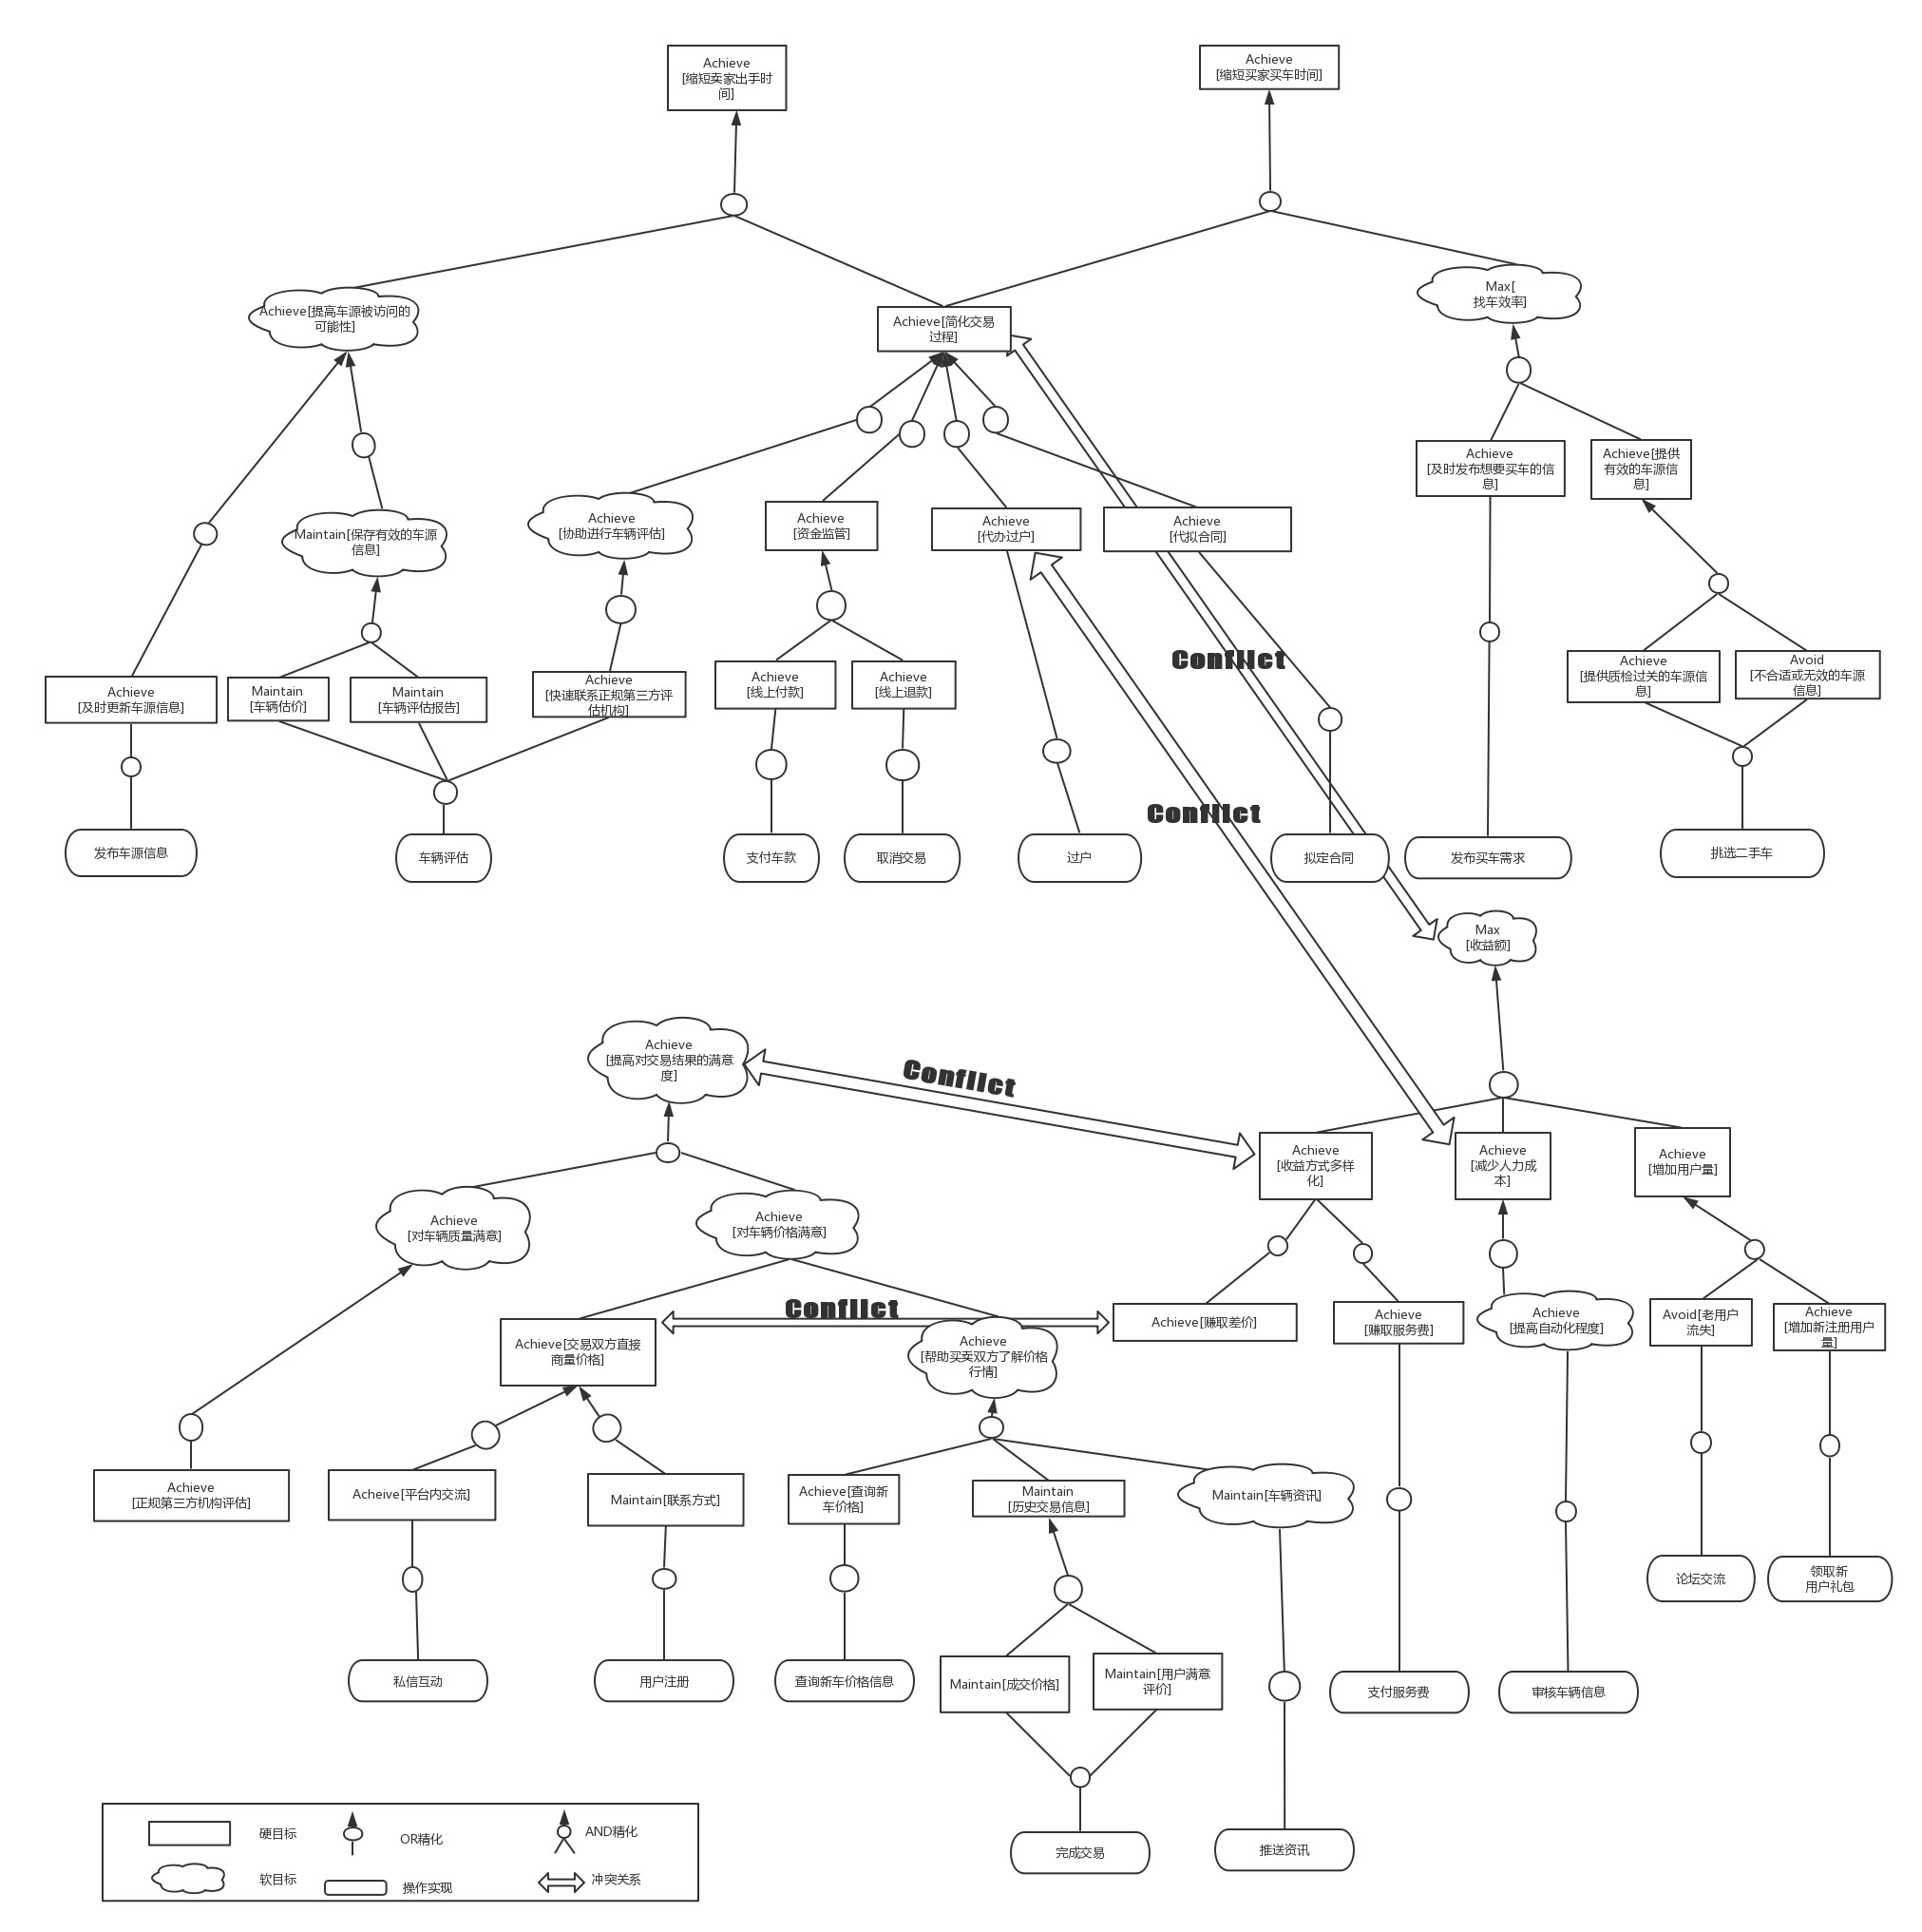 Achieve
[缩短卖家出手时
间]
Achieve
[缩短买家买车时间]
Achieve[提高车源被访问的
可能性]
Achieve[简化交易
过程]
Max[
找车效率]
Achieve
[及时发布想要买车的信
息]
Achieve[提供
有效的车源信
息]
Maintain[保存有效的车源
信息]
Achieve
[协助进行车辆评估]
Achieve
[资金监管]
Achieve
[代办过户]
Achieve
[代拟合同]
Conflict
Achieve
[及时更新车源信息]
Maintain
[车辆估价]
Maintain
[车辆评估报告]
Achieve
[快速联系正规第三方评
估机构]
Achieve
[线上付款]
Achieve
[线上退款]
Achieve
[提供质检过关的车源信
息]
Avoid
[不合适或无效的车源
信息]
Conflict
发布车源信息
车辆评估
支付车款
取消交易
过户
拟定合同
发布买车需求
挑选二手车
Max
[收益额]
Achieve
[提高对交易结果的满意
度]
Conflict
Achieve
[收益方式多样
化]
Achieve
[减少人力成
本]
Achieve
[增加用户量]
Achieve
[对车辆质量满意]
Achieve
[对车辆价格满意]
Conflict
Achieve[交易双方直接
商量价格]
Achieve
[帮助买卖双方了解价格
行情]
Achieve[赚取差价]
Achieve
[赚取服务费]
Achieve
[提高自动化程度]
Avoid[老用户
流失]
Achieve
[增加新注册用户
量]
Achieve
[正规第三方机构评估]
Acheive[平台内交流]
Maintain[联系方式]
Achieve[查询新
车价格]
Maintain
[历史交易信息]
Maintain[车辆资讯]
论坛交流
领取新
用户礼包
私信互动
用户注册
查询新车价格信息
Maintain[成交价格]
Maintain[用户满意
评价]
支付服务费
审核车辆信息
完成交易
推送资讯
硬目标
OR精化
AND精化
软目标
操作实现
冲突关系